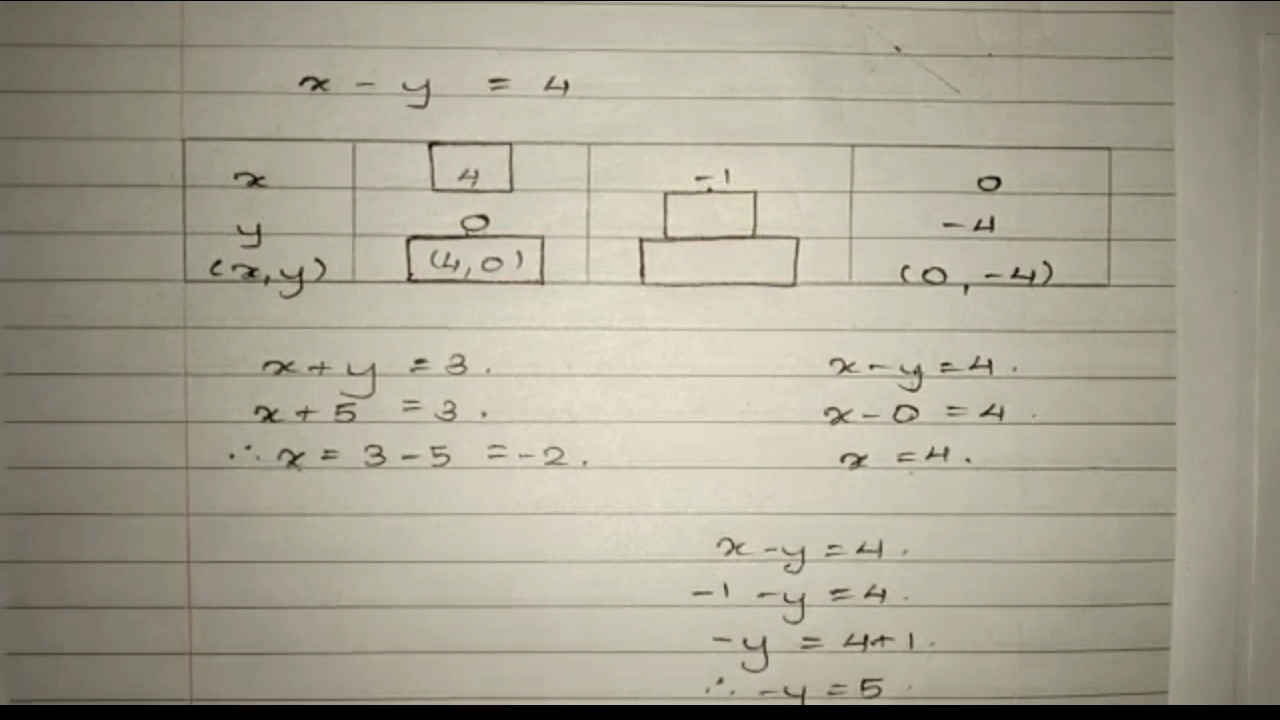 x - y = 4
x 4 -1 0
y 0 -4
(x,y) (4,0) (0,-4)
x + y = 3.
x + 5 = 3.
∴ x = 3 - 5 = -2.
x - y = 4.
x - 0 = 4.
x = 4.
x - y = 4.
-1 - y = 4.
-y = 4+1.
∴ -y = 5.